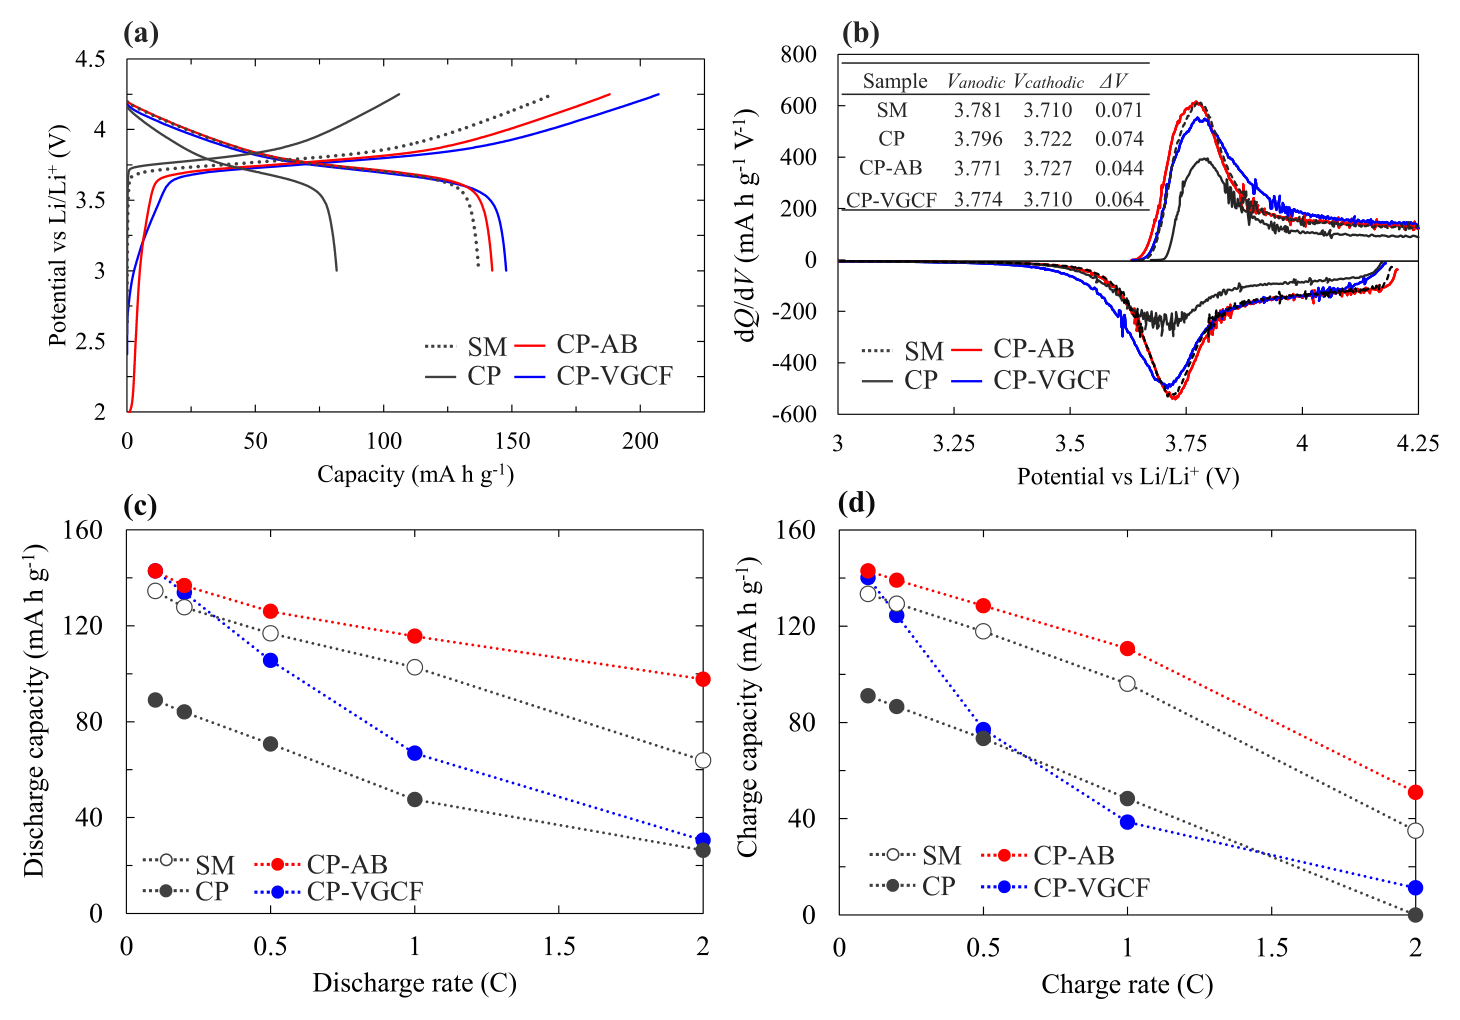 (a)
4.5
4
3.5
3
2.5
2
Potential vs Li/Li⁺ (V)
SM
CP-AB
CP
CP-VGCF
0
50
100
150
200
Capacity (mA h g⁻¹)
(b)
800
600
400
200
0
-200
-400
-600
dQ/dV (mA h g⁻¹ V⁻¹)
Sample Vanodic Vcathodic ΔV
SM 3.781 3.710 0.071
CP 3.796 3.722 0.074
CP-AB 3.771 3.727 0.044
CP-VGCF 3.774 3.710 0.064
SM
CP-AB
CP
CP-VGCF
3
3.25
3.5
3.75
4
4.25
Potential vs Li/Li⁺ (V)
(c)
160
120
80
40
0
Discharge capacity (mA h g⁻¹)
SM
CP-AB
CP
CP-VGCF
0
0.5
1
1.5
2
Discharge rate (C)
(d)
160
120
80
40
0
Charge capacity (mA h g⁻¹)
SM
CP-AB
CP
CP-VGCF
0
0.5
1
1.5
2
Charge rate (C)